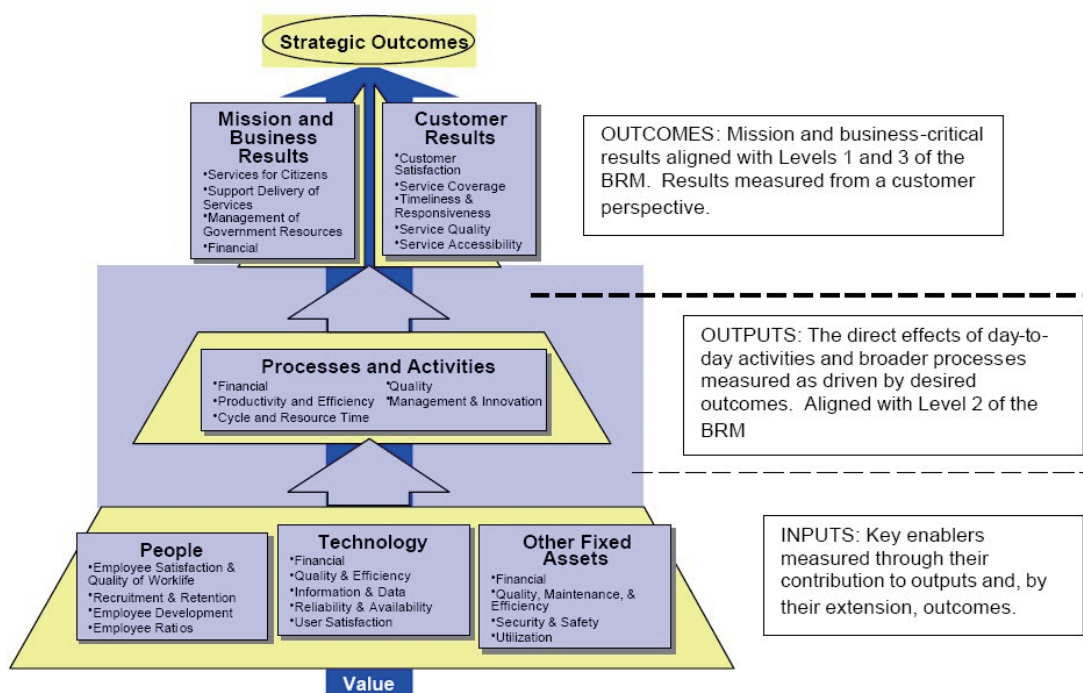 Strategic Outcomes
Mission and
Business
Results
•Services for Citizens
•Support Delivery of
Services
•Management of
Government Resources
•Financial
Customer
Results
•Customer
Satisfaction
•Service Coverage
•Timeliness &
Responsiveness
•Service Quality
•Service Accessibility
OUTCOMES: Mission and business-critical
results aligned with Levels 1 and 3 of the
BRM. Results measured from a customer
perspective.
Processes and Activities
•Financial
•Productivity and Efficiency
•Cycle and Resource Time
•Quality
•Management & Innovation
OUTPUTS: The direct effects of day-to-
day activities and broader processes
measured as driven by desired
outcomes. Aligned with Level 2 of the
BRM
People
•Employee Satisfaction &
Quality of Worklife
•Recruitment & Retention
•Employee Development
•Employee Ratios
Technology
•Financial
•Quality & Efficiency
•Information & Data
•Reliability & Availability
•User Satisfaction
Other Fixed
Assets
•Financial
•Quality, Maintenance, &
Efficiency
•Security & Safety
•Utilization
INPUTS: Key enablers
measured through their
contribution to outputs and, by
their extension, outcomes.
Value